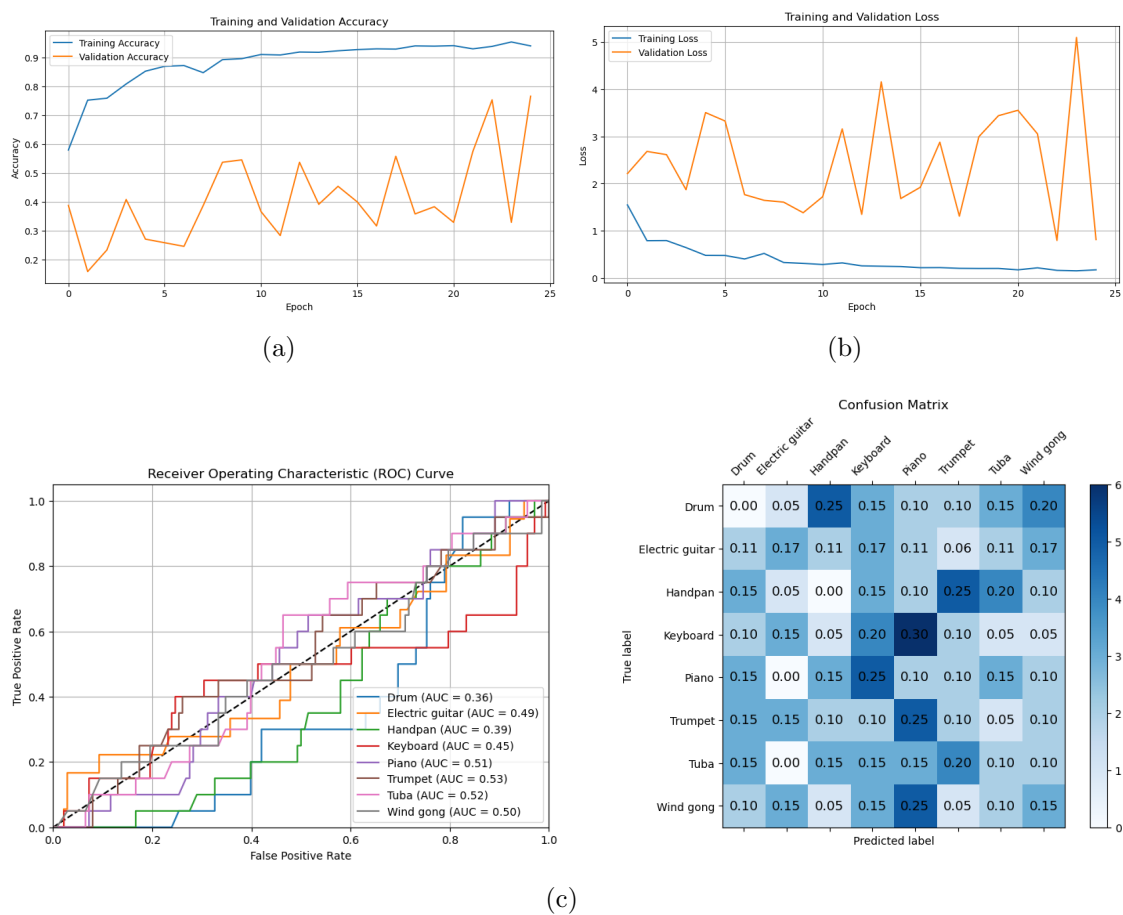 Training and Validation Accuracy
Training Accuracy
Validation Accuracy
0.9
0.8
0.7
0.6
0.5
0.4
0.3
0.2
Accuracy
0 5 10 15 20 25
Epoch
(a)
Training and Validation Loss
Training Loss
Validation Loss
5
4
3
2
1
0
Loss
0 5 10 15 20 25
Epoch
(b)
Receiver Operating Characteristic (ROC) Curve
1.0
0.8
0.6
0.4
0.2
0.0
True Positive Rate
Drum (AUC = 0.36)
Electric guitar (AUC = 0.49)
Handpan (AUC = 0.39)
Keyboard (AUC = 0.45)
Piano (AUC = 0.51)
Trumpet (AUC = 0.53)
Tuba (AUC = 0.52)
Wind gong (AUC = 0.50)
0.0 0.2 0.4 0.6 0.8 1.0
False Positive Rate
Confusion Matrix
Drum Electric guitar Handpan Keyboard Piano Trumpet Tuba Wind gong
True label
Drum 0.00 0.05 0.25 0.15 0.10 0.10 0.15 0.20
Electric guitar 0.11 0.17 0.11 0.17 0.11 0.06 0.11 0.17
Handpan 0.15 0.05 0.00 0.15 0.10 0.25 0.20 0.10
Keyboard 0.10 0.15 0.05 0.20 0.30 0.10 0.05 0.05
Piano 0.15 0.00 0.15 0.25 0.10 0.10 0.15 0.10
Trumpet 0.15 0.15 0.10 0.10 0.25 0.10 0.05 0.10
Tuba 0.15 0.00 0.15 0.15 0.15 0.20 0.10 0.10
Wind gong 0.10 0.15 0.05 0.15 0.25 0.05 0.10 0.15
Predicted label
6
5
4
3
2
1
0
(c)